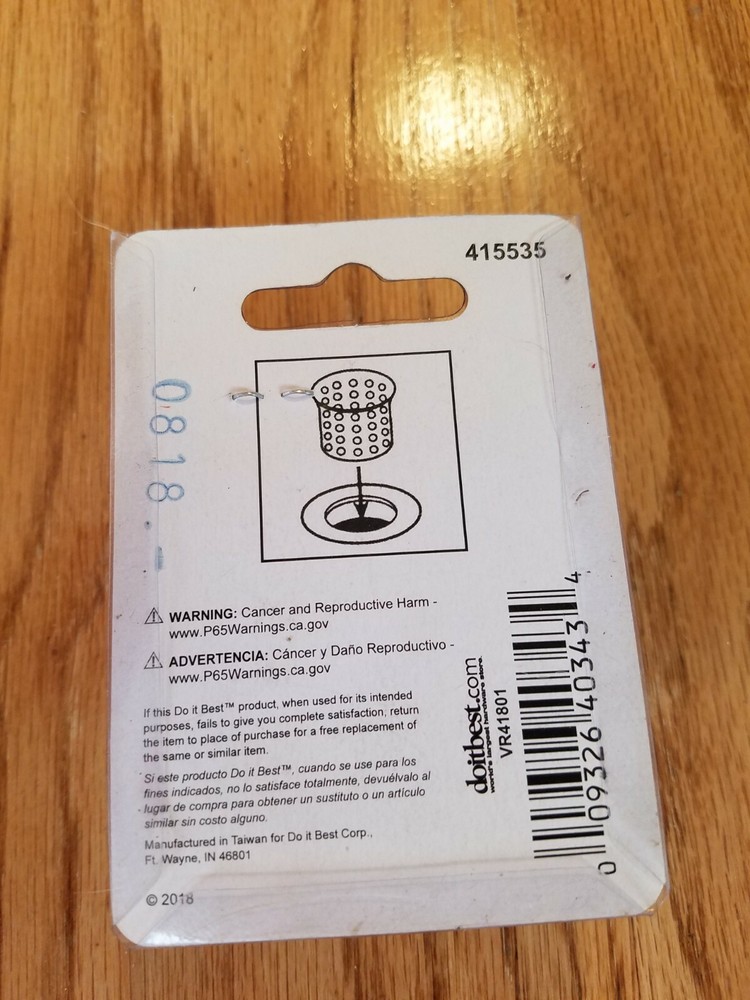 415535
0818
WARNING: Cancer and Reproductive Harm -
www.P65Warnings.ca.gov
ADVERTENCIA: Cáncer y Daño Reproductivo -
www.P65Warnings.ca.gov
If this Do it Best™ product, when used for its intended
purposes, fails to give you complete satisfaction, return
the item to place of purchase for a free replacement of
the same or similar item.
Si este producto Do it Best™, cuando se use para los
fines indicados, no lo satisface totalmente, devuélvalo al
lugar de compra para obtener un sustituto o un artículo
similar sin costo alguno.
Manufactured in Taiwan for Do it Best Corp.,
Ft. Wayne, IN 46801
© 2018
doitbest.com
world's largest hardware store.
VR41801
0 09326 40343 4